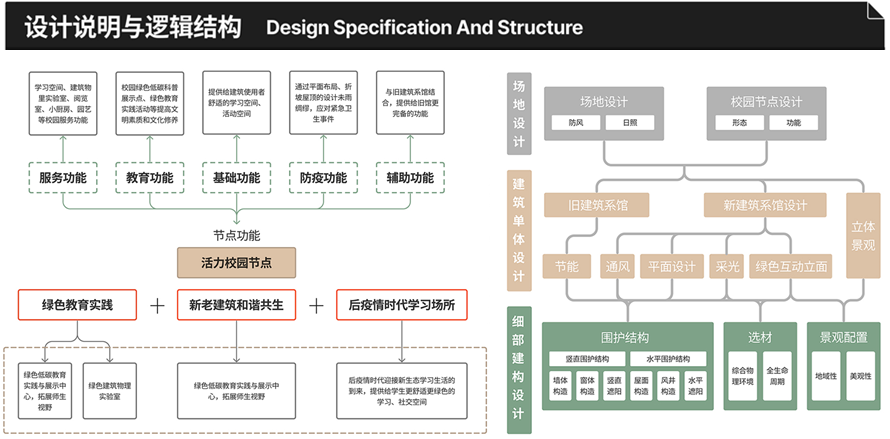 设计说明与逻辑结构 Design Specification And Structure
学习空间、建筑物
理实验室、阅览
室、小厨房、园艺
等校园服务功能
校园绿色低碳科普
展示点、绿色教育
实践活动等提高文
明素质和文化修养
提供给建筑使用者
舒适的学习空间、
活动空间
通过平面布局、折
坡屋顶的设计未雨
绸缪，应对紧急卫
生事件
与旧建筑系馆结
合，提供给旧馆更
完备的功能
服务功能
教育功能
基础功能
防疫功能
辅助功能
节点功能
活力校园节点
绿色教育实践
+
新老建筑和谐共生
+
后疫情时代学习场所
绿色低碳教育
实践与展示中
心，拓展师生
视野
绿色建筑物理
实验室
绿色低碳教育实践与展示中
心，拓展师生视野
后疫情时代迎接新生态学习生活的
到来，提供给学生更舒适更绿色的
学习、社交空间
场地设计
场地设计
防风
日照
校园节点设计
形态
功能
建筑单体设计
旧建筑系馆
新建筑系馆设计
立体
景观
节能
通风
平面设计
采光
绿色互动立面
细部建构设计
围护结构
竖直围护结构
水平围护结构
墙体
构造
窗体
构造
竖直
遮阳
屋面
构造
风井
构造
水平
遮阳
选材
综合物
理环境
全生命
周期
景观配置
地域性
美观性